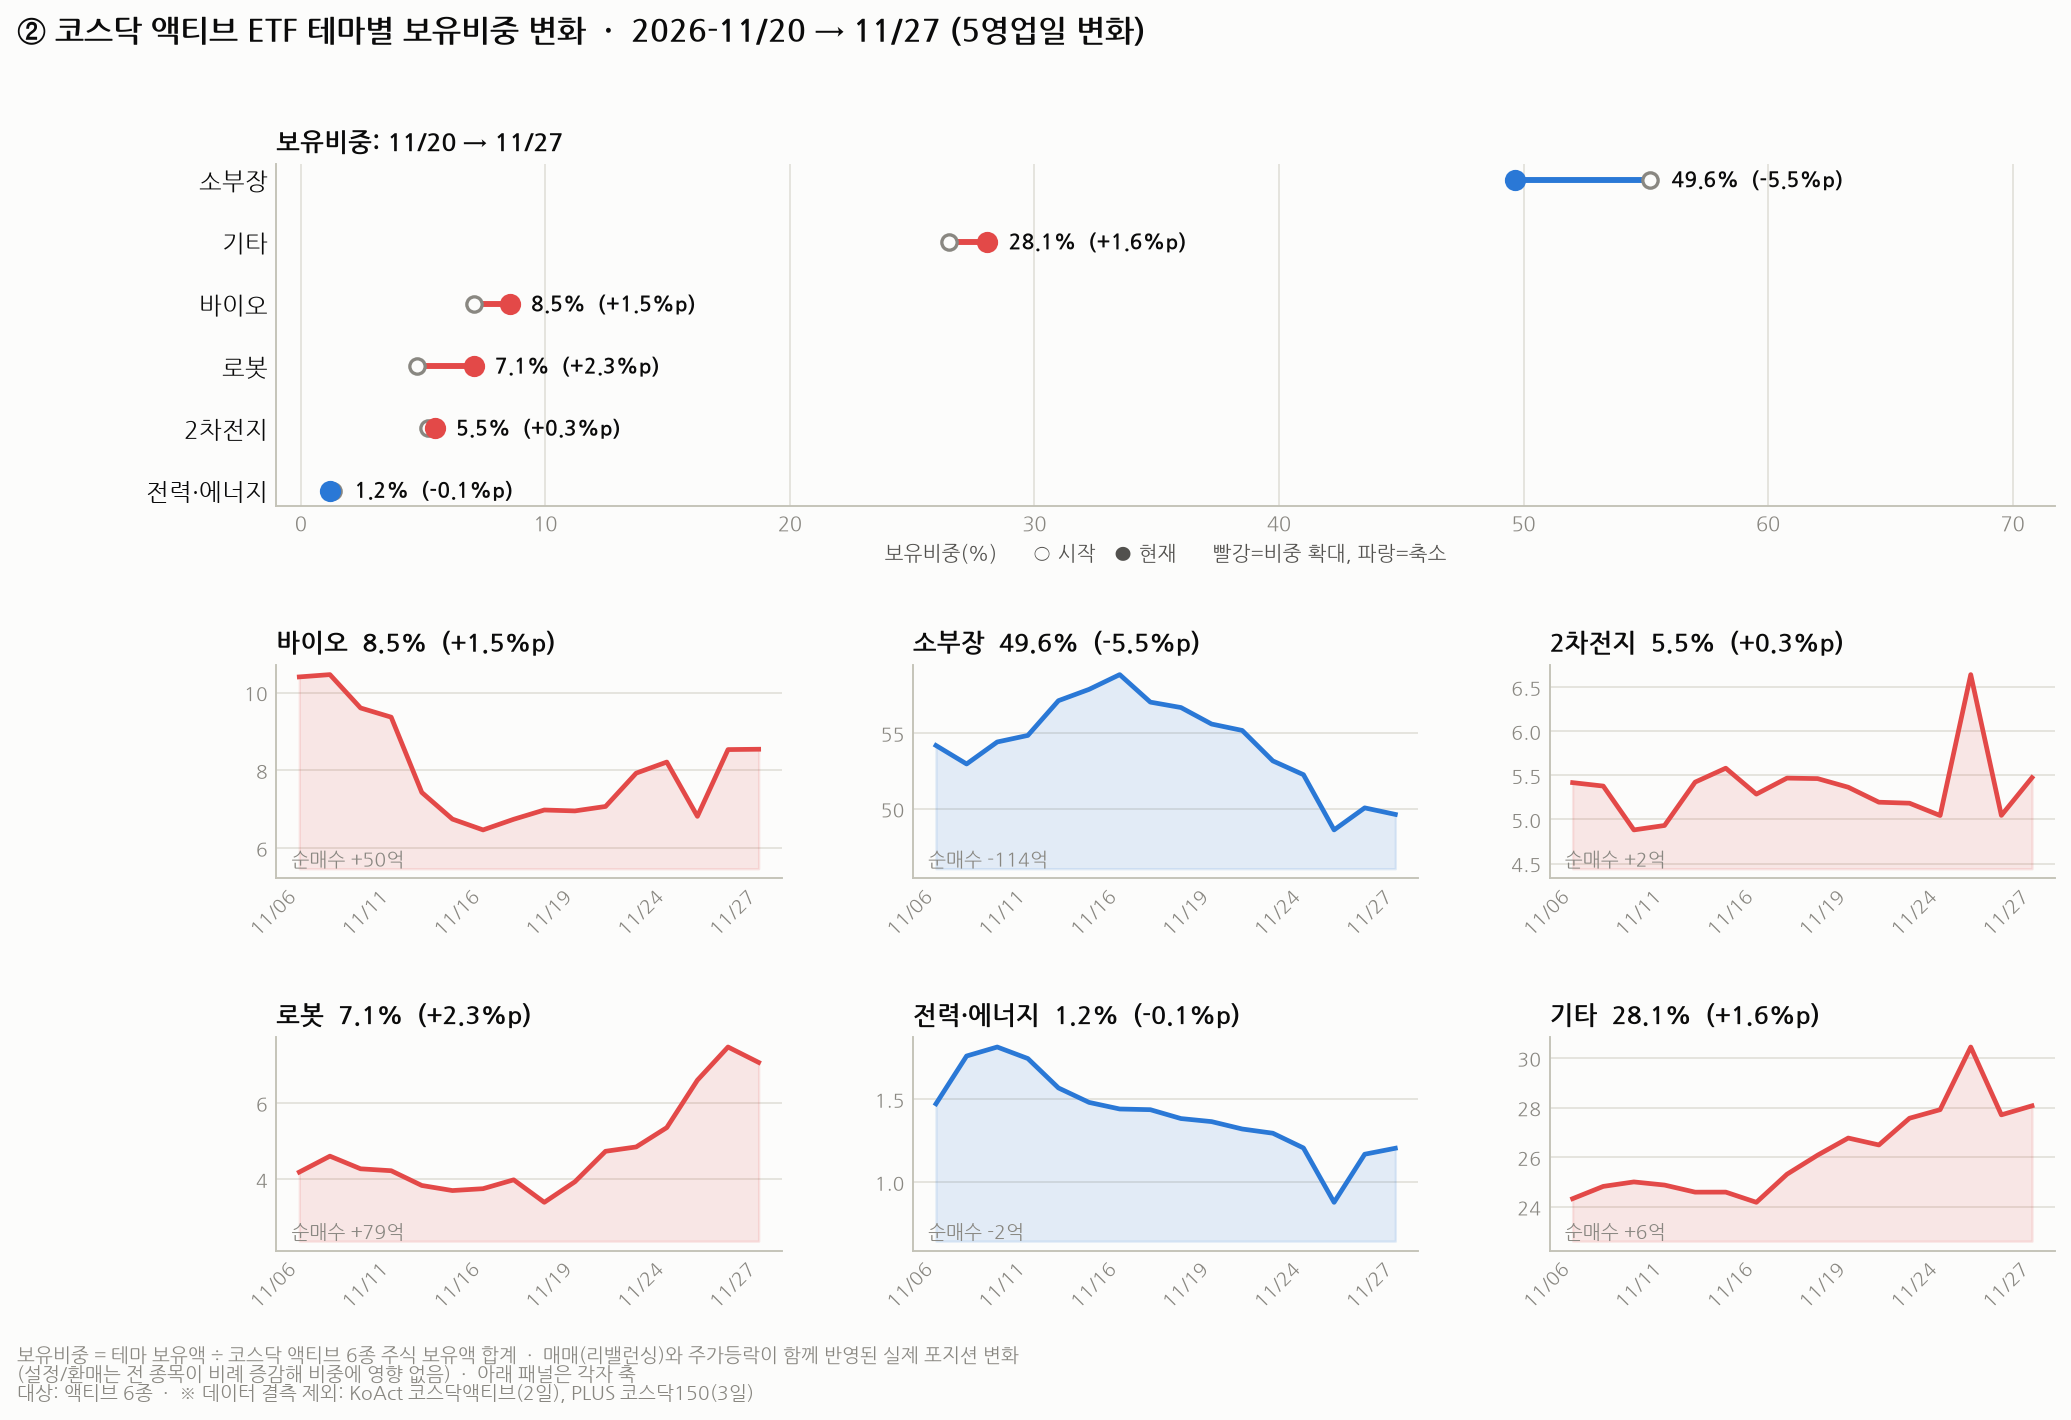 ② 코스닥 액티브 ETF 테마별 보유비중 변화 · 2026-11/20 → 11/27 (5영업일 변화)
보유비중: 11/20 → 11/27
소부장 49.6% (-5.5%p)
기타 28.1% (+1.6%p)
바이오 8.5% (+1.5%p)
로봇 7.1% (+2.3%p)
2차전지 5.5% (+0.3%p)
전력·에너지 1.2% (-0.1%p)
0 10 20 30 40 50 60 70
보유비중(%) ○ 시작 ● 현재 빨강=비중 확대, 파랑=축소
바이오 8.5% (+1.5%p)
10
8
6
순매수 +50억
11/06 11/11 11/16 11/19 11/24 11/27
소부장 49.6% (-5.5%p)
55
50
순매수 -114억
11/06 11/11 11/16 11/19 11/24 11/27
2차전지 5.5% (+0.3%p)
6.5
6.0
5.5
5.0
4.5
순매수 +2억
11/06 11/11 11/16 11/19 11/24 11/27
로봇 7.1% (+2.3%p)
6
4
순매수 +79억
11/06 11/11 11/16 11/19 11/24 11/27
전력·에너지 1.2% (-0.1%p)
1.5
1.0
순매수 -2억
11/06 11/11 11/16 11/19 11/24 11/27
기타 28.1% (+1.6%p)
30
28
26
24
순매수 +6억
11/06 11/11 11/16 11/19 11/24 11/27
보유비중 = 테마 보유액 ÷ 코스닥 액티브 6종 주식 보유액 합계 · 매매(리밸런싱)와 주가등락이 함께 반영된 실제 포지션 변화
(설정/환매는 전 종목이 비례 증감해 비중에 영향 없음) · 아래 패널은 각자 축
대상: 액티브 6종 · ※ 데이터 결측 제외: KoAct 코스닥액티브(2일), PLUS 코스닥150(3일)